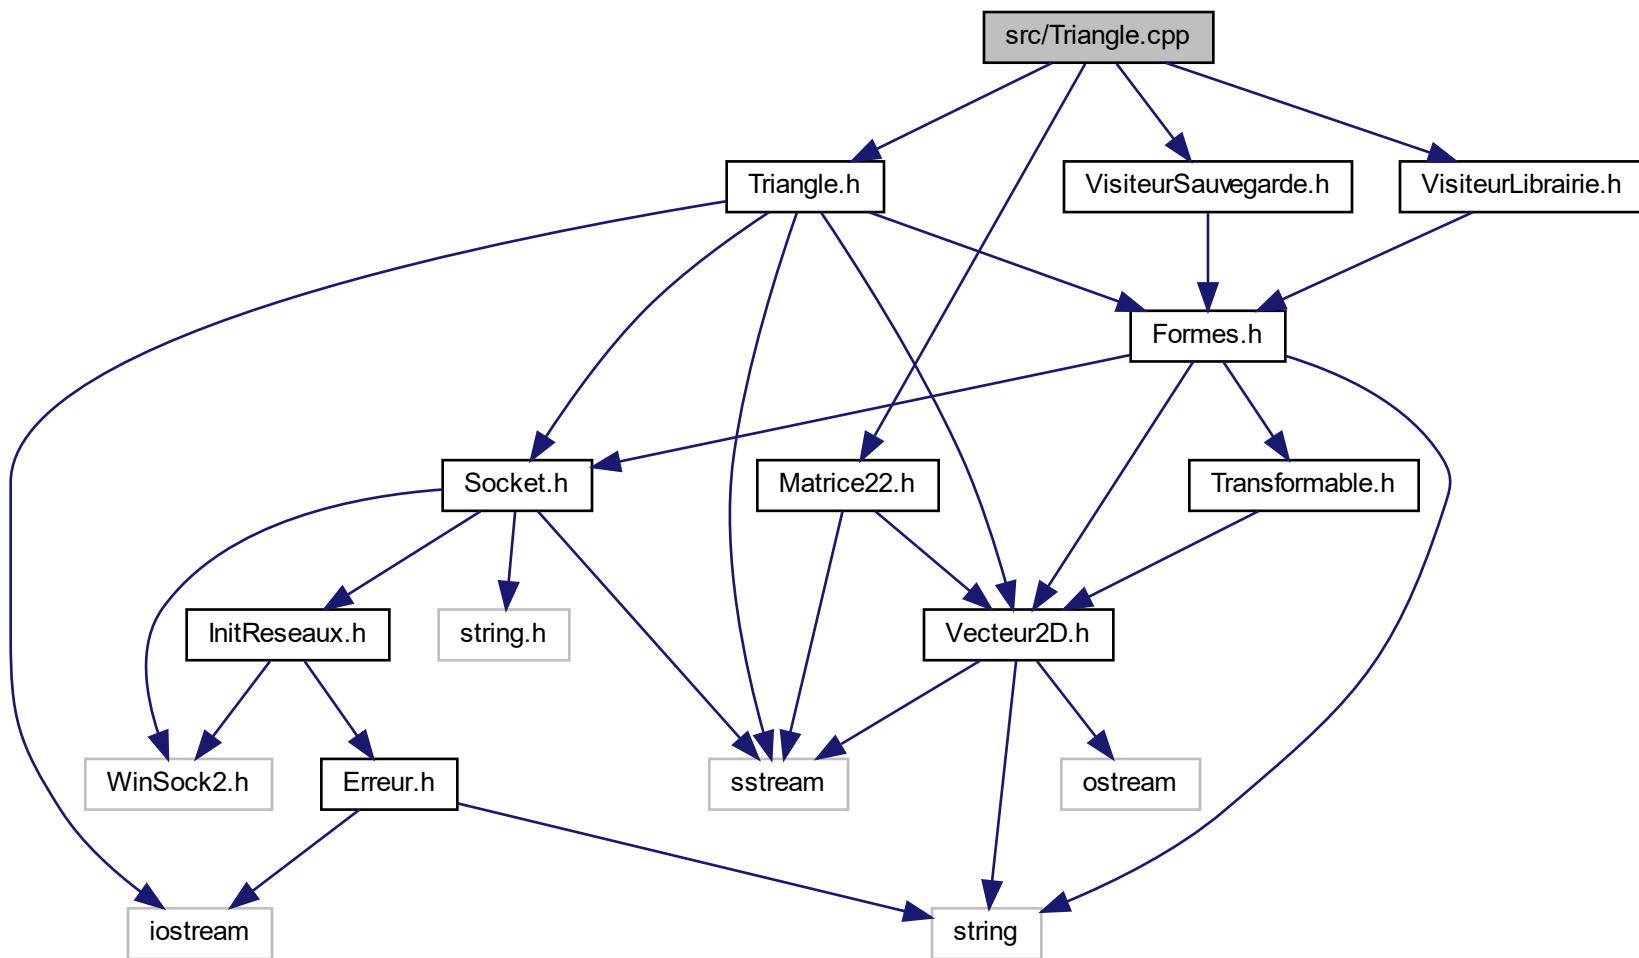 src/Triangle.cpp
Triangle.h
VisiteurSauvegarde.h
VisiteurLibrairie.h
Formes.h
Socket.h
Matrice22.h
Transformable.h
InitReseaux.h
string.h
Vecteur2D.h
WinSock2.h
Erreur.h
sstream
ostream
iostream
string